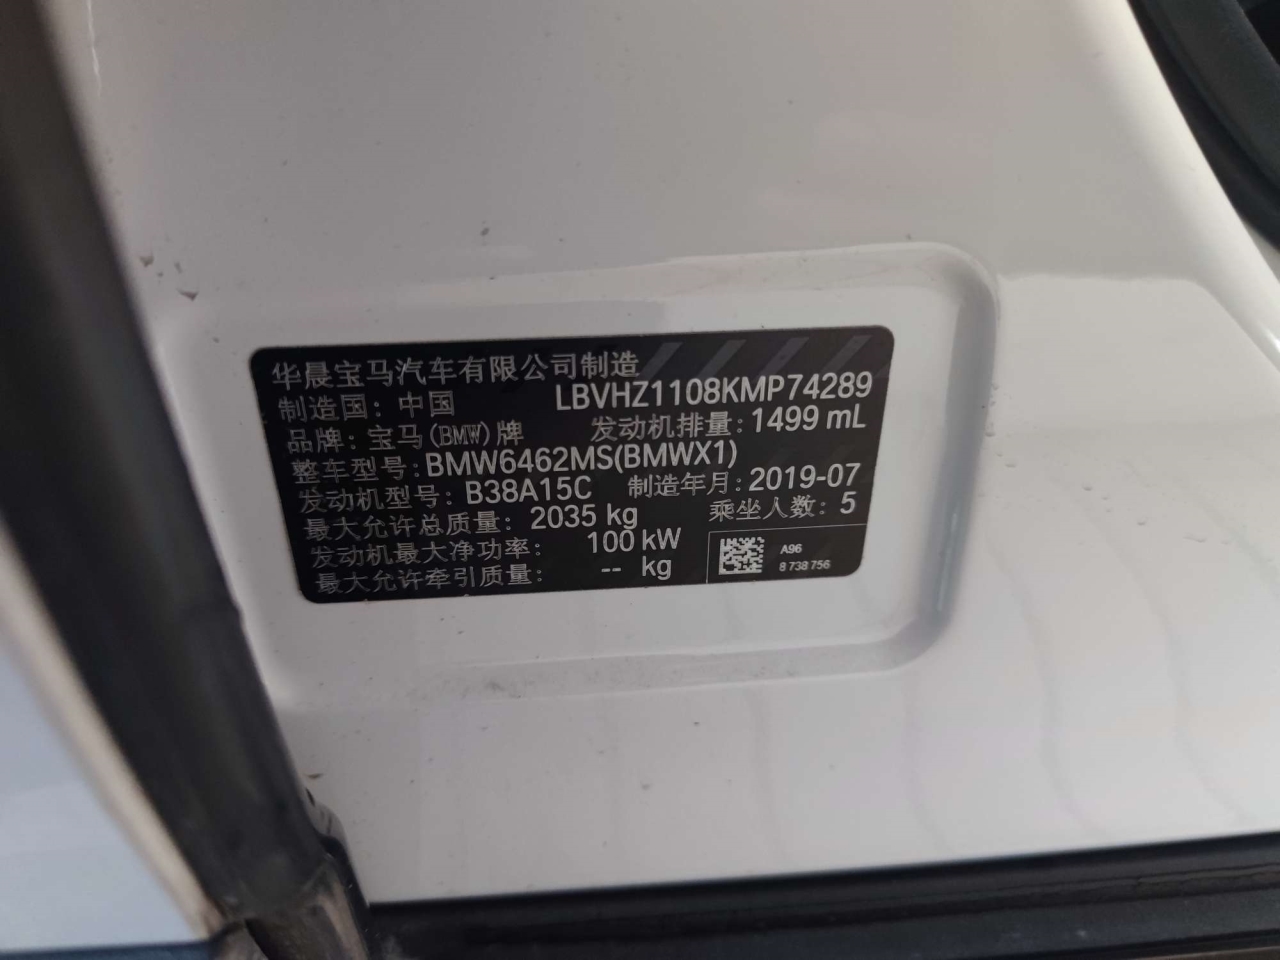 华晨宝马汽车有限公司制造
制造国: 中国 LBVHZ1108KMP74289
品牌: 宝马(BMW)牌 发动机排量: 1499 mL
整车型号: BMW6462MS(BMWX1)
发动机型号: B38A15C 制造年月: 2019-07
最大允许总质量: 2035 kg 乘坐人数: 5
发动机最大净功率: 100 kW
最大允许牵引质量: -- kg
A96
8 738 756